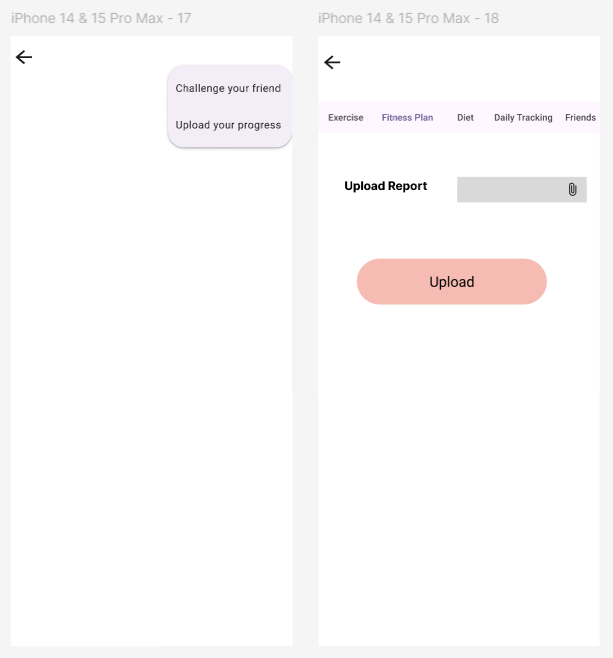 iPhone 14 & 15 Pro Max - 17
Challenge your friend
Upload your progress
iPhone 14 & 15 Pro Max - 18
Exercise Fitness Plan Diet Daily Tracking Friends
Upload Report
Upload